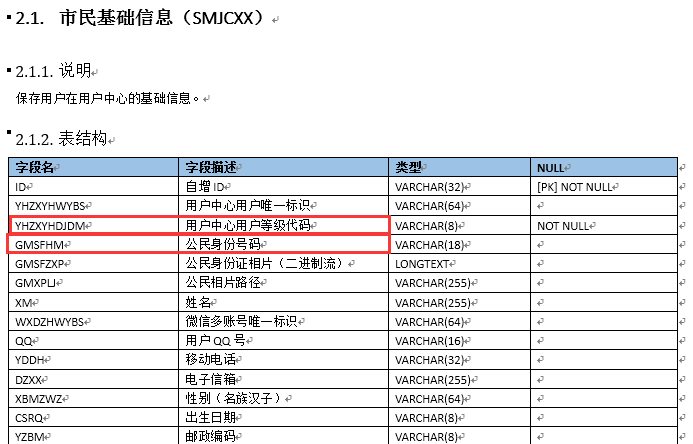 2.1. 市民基础信息（SMJCXX）
2.1.1. 说明
保存用户在用户中心的基础信息。
2.1.2. 表结构
字段名 字段描述 类型 NULL
ID 自增 ID VARCHAR(32) [PK] NOT NULL
YHZXYHWYBS 用户中心用户唯一标识 VARCHAR(64)
YHZXYHDJDM 用户中心用户等级代码 VARCHAR(8) NOT NULL
GMSFHM 公民身份号码 VARCHAR(18)
GMSFZXP 公民身份证相片（二进制流） LONGTEXT
GMXPLJ 公民相片路径 VARCHAR(255)
XM 姓名 VARCHAR(255)
WXDZHWYBS 微信多账号唯一标识 VARCHAR(64)
QQ 用户 QQ 号 VARCHAR(16)
YDDH 移动电话 VARCHAR(32)
DZXX 电子信箱 VARCHAR(255)
XBMZWZ 性别（名族汉子） VARCHAR(64)
CSRQ 出生日期 VARCHAR(8)
YZBM 邮政编码 VARCHAR(8)